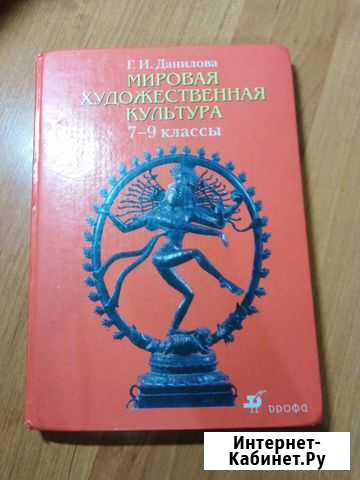 Г. И. Данилова
МИРОВАЯ
ХУДОЖЕСТВЕННАЯ
КУЛЬТУРА
7–9 классы
дрофа
Интернет-
Кабинет.Ру